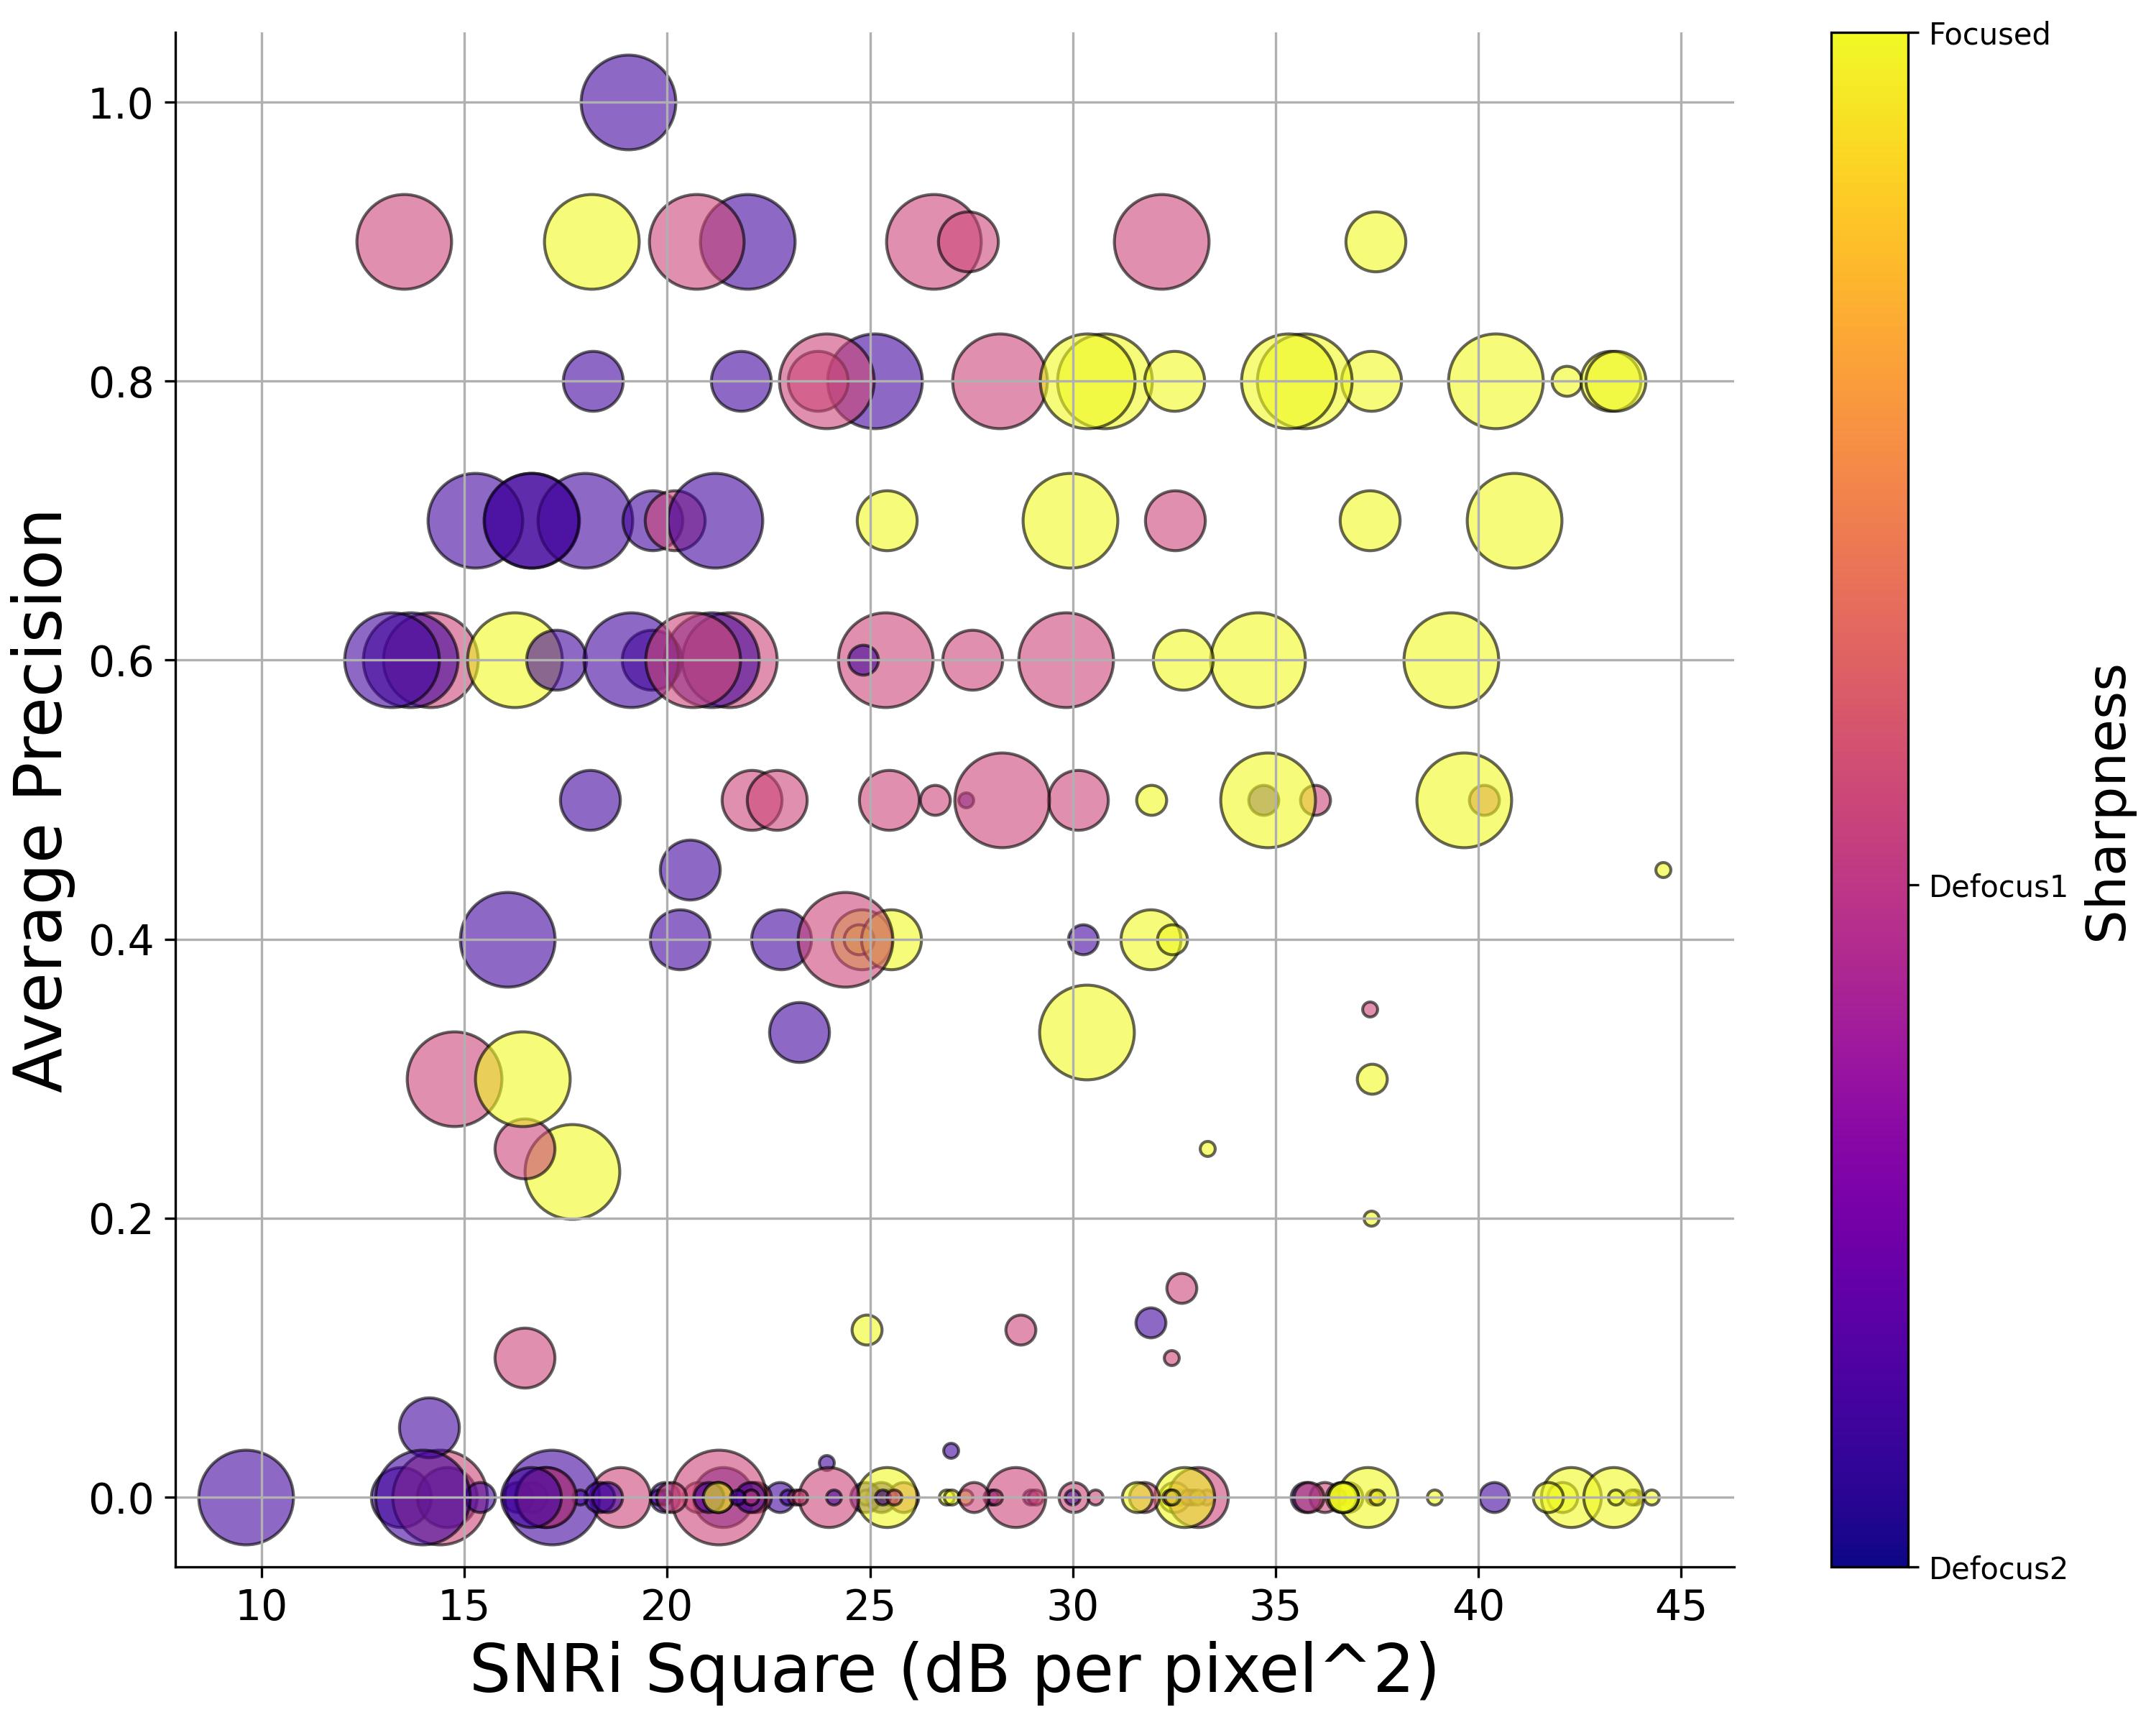 Average Precision
1.0
0.8
0.6
0.4
0.2
0.0
10 15 20 25 30 35 40 45
SNRi Square (dB per pixel^2)
Focused
Defocus1
Defocus2
Sharpness